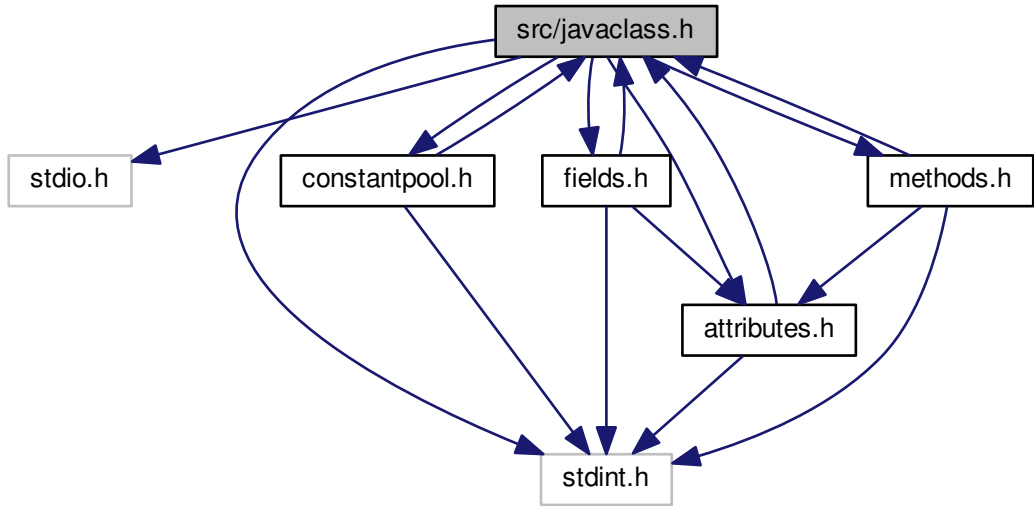 src/javaclass.h
stdio.h
constantpool.h
fields.h
methods.h
attributes.h
stdint.h